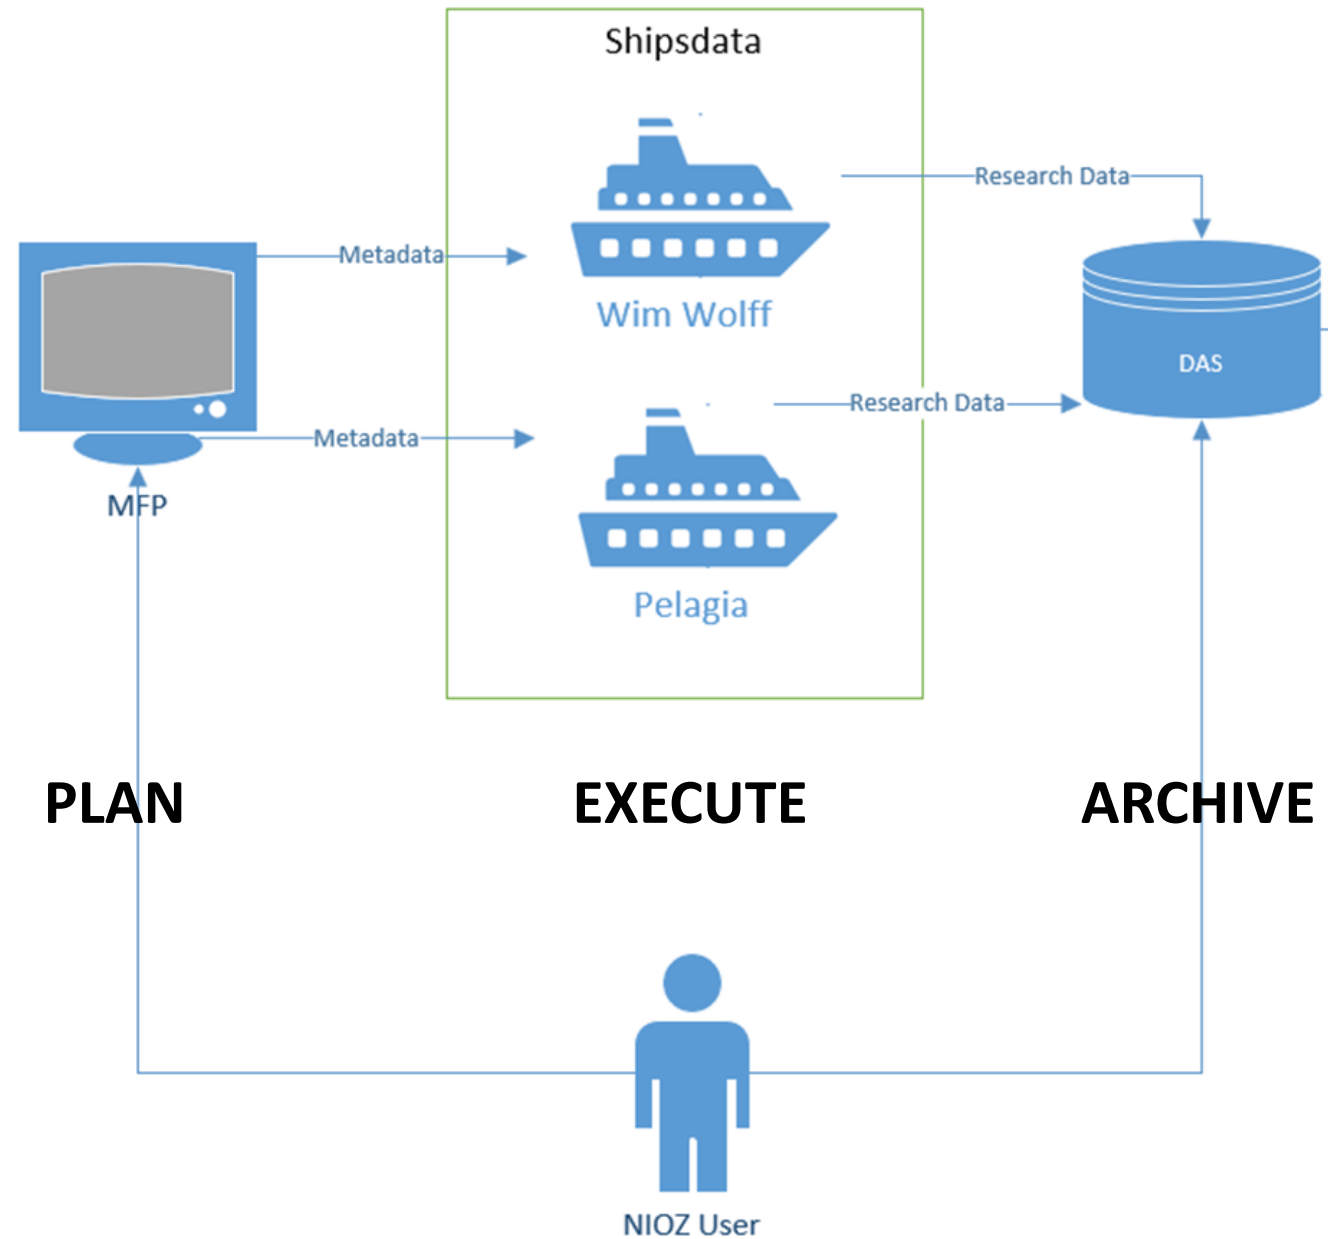 Shipsdata
Research Data
Metadata
Wim Wolff
DAS
Research Data
Metadata
MFP
Pelagia
PLAN
EXECUTE
ARCHIVE
NIOZ User